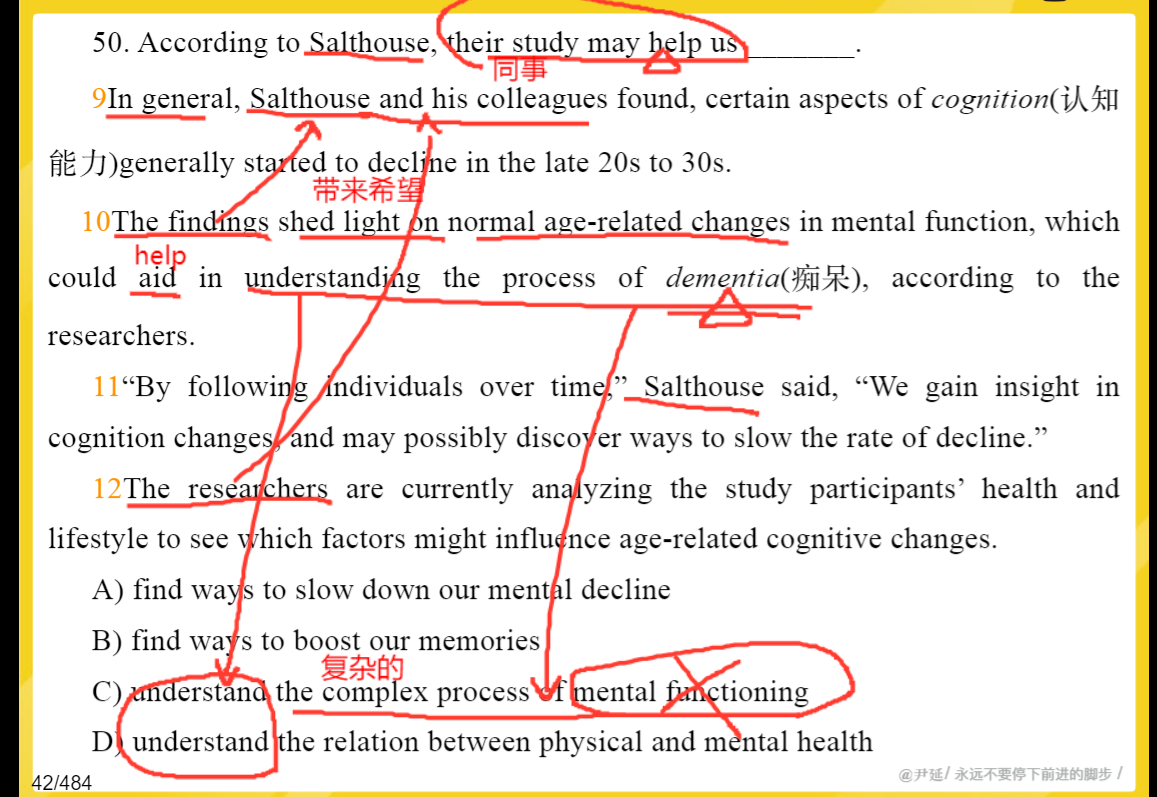 50. According to Salthouse, their study may help us________.
同事
9In general, Salthouse and his colleagues found, certain aspects of cognition(认知
能力)generally started to decline in the late 20s to 30s.
带来希望
10The findings shed light on normal age-related changes in mental function, which
help
could aid in understanding the process of dementia(痴呆), according to the
researchers.
11“By following individuals over time,” Salthouse said, “We gain insight in
cognition changes, and may possibly discover ways to slow the rate of decline.”
12The researchers are currently analyzing the study participants’ health and
lifestyle to see which factors might influence age-related cognitive changes.
A) find ways to slow down our mental decline
B) find ways to boost our memories
复杂的
C) understand the complex process of mental functioning
D) understand the relation between physical and mental health
42/484
@尹延/ 永远不要停下前进的脚步 /